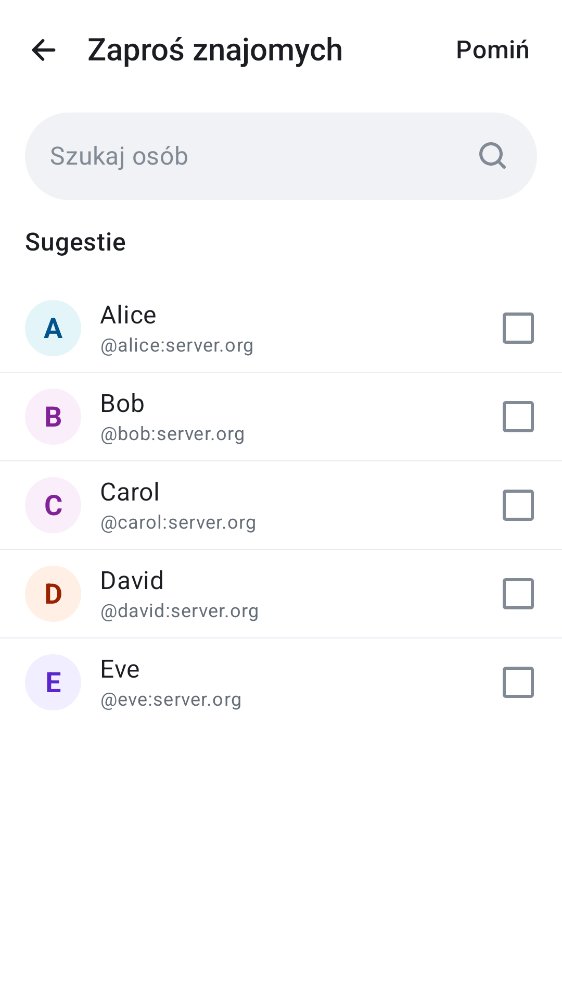 Zaproś znajomych
Pomiń
Szukaj osób
Sugestie
A
Alice
@alice:server.org
B
Bob
@bob:server.org
C
Carol
@carol:server.org
D
David
@david:server.org
E
Eve
@eve:server.org